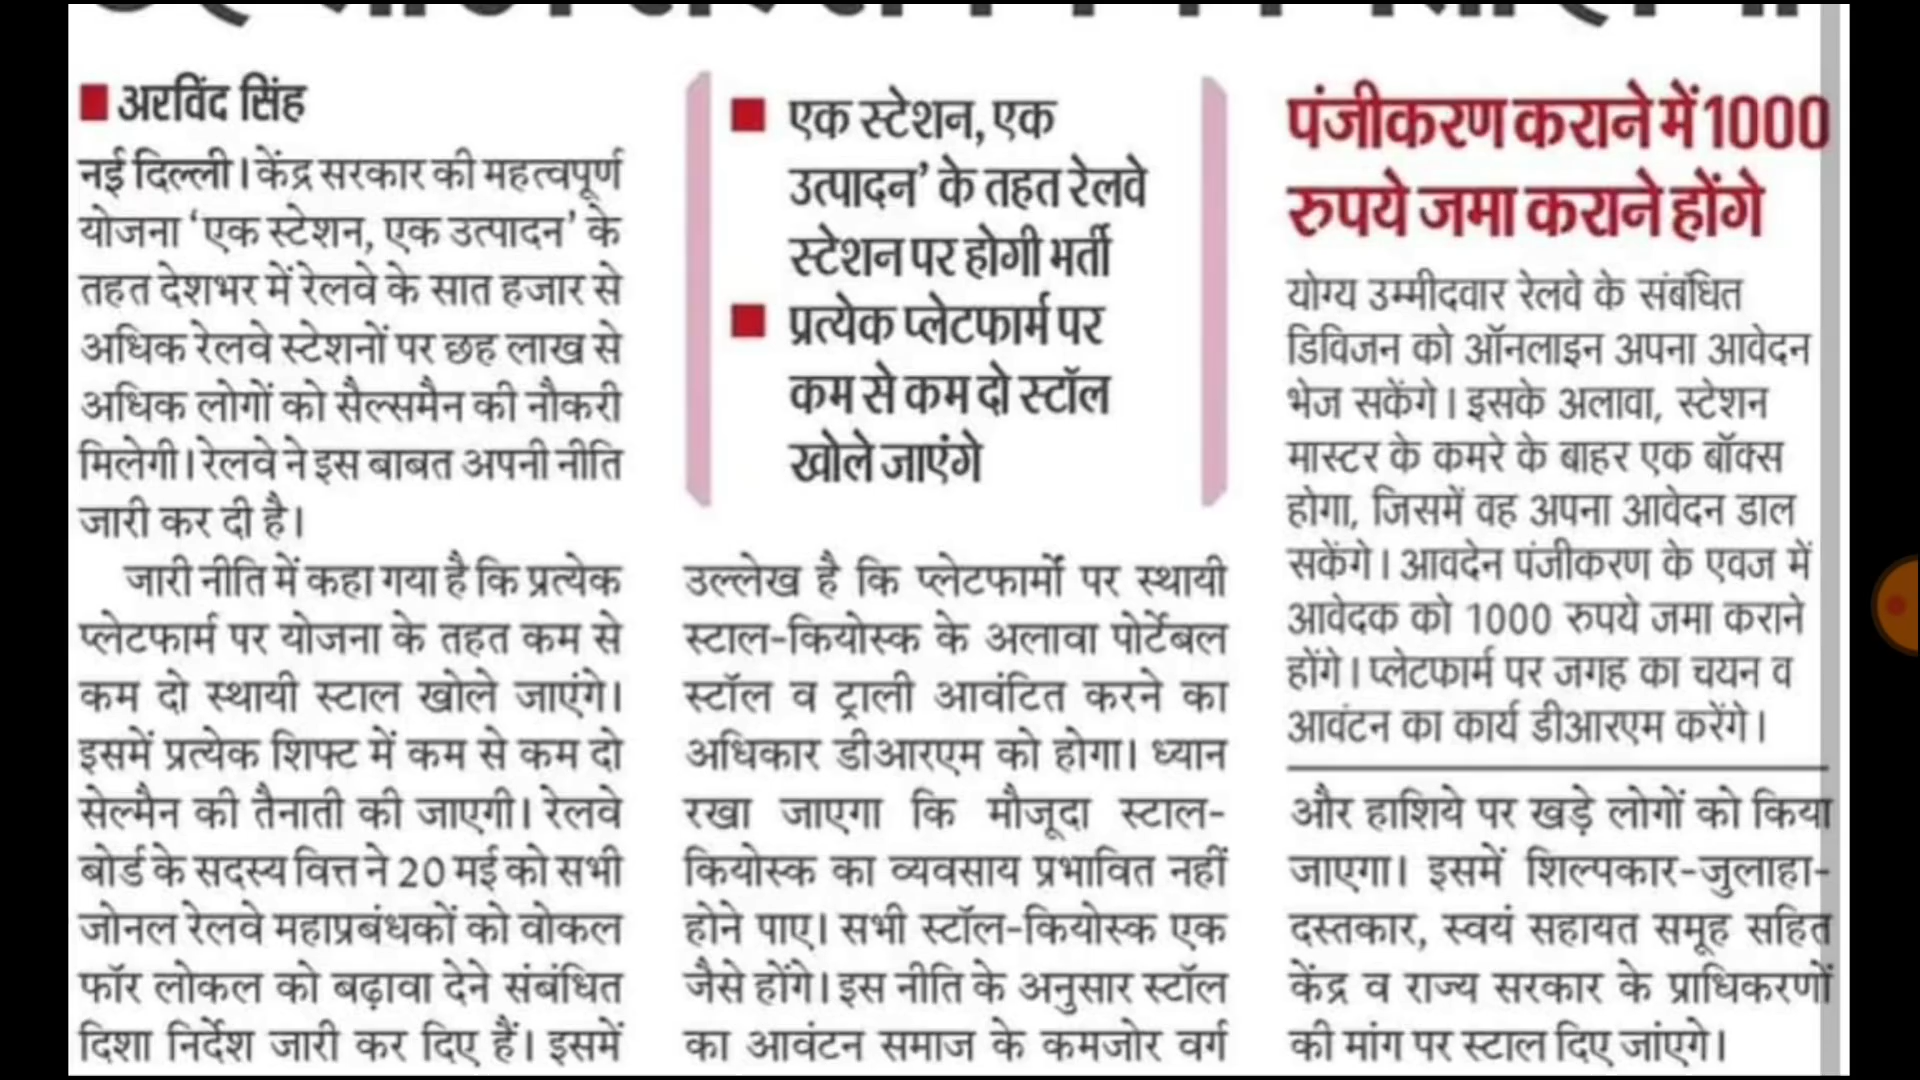 अरविंद सिंह
नई दिल्ली। केंद्र सरकार की महत्वपूर्ण
योजना ‘एक स्टेशन, एक उत्पादन’ के
तहत देशभर में रेलवे के सात हजार से
अधिक रेलवे स्टेशनों पर छह लाख से
अधिक लोगों को सैल्समैन की नौकरी
मिलेगी। रेलवे ने इस बाबत अपनी नीति
जारी कर दी है।
जारी नीति में कहा गया है कि प्रत्येक
प्लेटफार्म पर योजना के तहत कम से
कम दो स्थायी स्टाल खोले जाएंगे।
इसमें प्रत्येक शिफ्ट में कम से कम दो
सेल्मैन की तैनाती की जाएगी। रेलवे
बोर्ड के सदस्य वित्त ने 20 मई को सभी
जोनल रेलवे महाप्रबंधकों को वोकल
फॉर लोकल को बढ़ावा देने संबंधित
दिशा निर्देश जारी कर दिए हैं। इसमें
एक स्टेशन, एक
उत्पादन’ के तहत रेलवे
स्टेशन पर होगी भर्ती
प्रत्येक प्लेटफार्म पर
कम से कम दो स्टॉल
खोले जाएंगे
उल्लेख है कि प्लेटफार्मों पर स्थायी
स्टाल-कियोस्क के अलावा पोर्टेबल
स्टॉल व ट्राली आवंटित करने का
अधिकार डीआरएम को होगा। ध्यान
रखा जाएगा कि मौजूदा स्टाल-
कियोस्क का व्यवसाय प्रभावित नहीं
होने पाए। सभी स्टॉल-कियोस्क एक
जैसे होंगे। इस नीति के अनुसार स्टॉल
का आवंटन समाज के कमजोर वर्ग
पंजीकरण कराने में 1000
रुपये जमा कराने होंगे
योग्य उम्मीदवार रेलवे के संबंधित
डिविजन को ऑनलाइन अपना आवेदन
भेज सकेंगे। इसके अलावा, स्टेशन
मास्टर के कमरे के बाहर एक बॉक्स
होगा, जिसमें वह अपना आवेदन डाल
सकेंगे। आवदेन पंजीकरण के एवज में
आवेदक को 1000 रुपये जमा कराने
होंगे। प्लेटफार्म पर जगह का चयन व
आवंटन का कार्य डीआरएम करेंगे।
और हाशिये पर खड़े लोगों को किया
जाएगा। इसमें शिल्पकार-जुलाहा-
दस्तकार, स्वयं सहायत समूह सहित
केंद्र व राज्य सरकार के प्राधिकरणों
की मांग पर स्टाल दिए जांएगे।